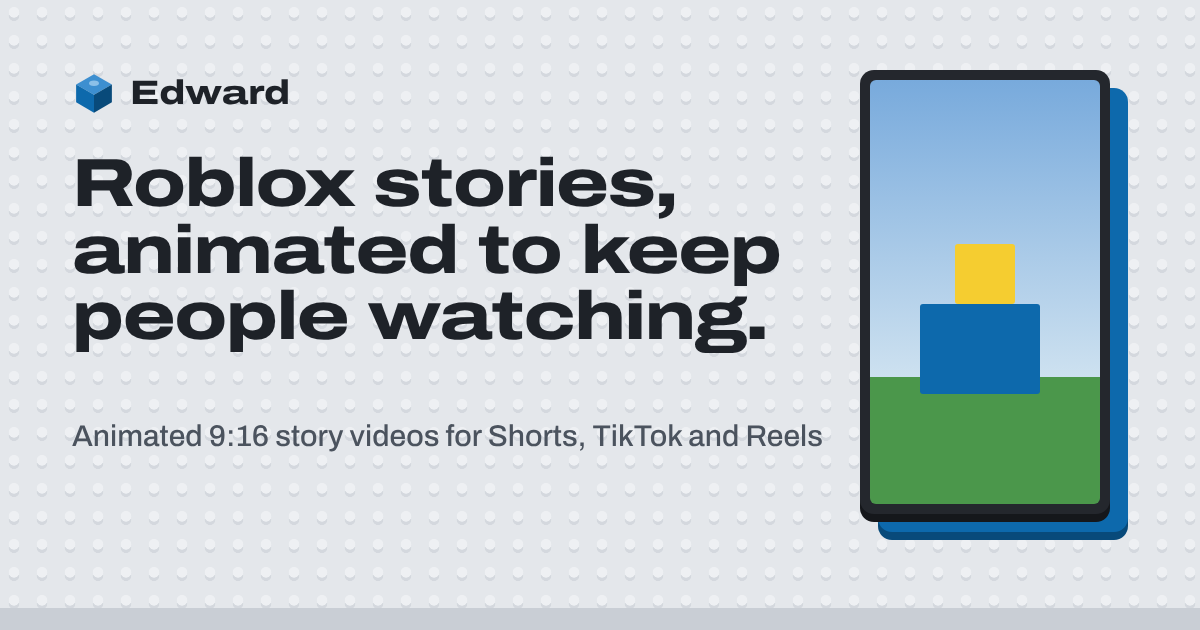 Edward
Roblox stories,
animated to keep
people watching.
Animated 9:16 story videos for Shorts, TikTok and Reels